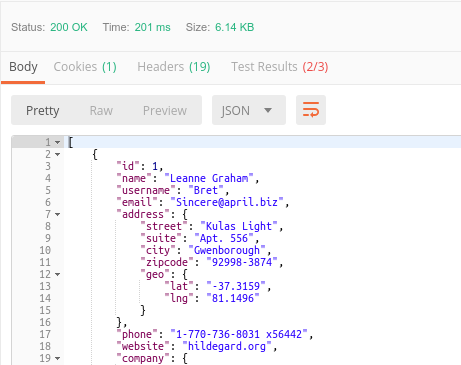 Status: 200 OK Time: 201 ms Size: 6.14 KB
Body Cookies (1) Headers (19) Test Results (2/3)
Pretty Raw Preview JSON
1 [
2 {
3 "id": 1,
4 "name": "Leanne Graham",
5 "username": "Bret",
6 "email": "Sincere@april.biz",
7 "address": {
8 "street": "Kulas Light",
9 "suite": "Apt. 556",
10 "city": "Gwenborough",
11 "zipcode": "92998-3874",
12 "geo": {
13 "lat": "-37.3159",
14 "lng": "81.1496"
15 }
16 },
17 "phone": "1-770-736-8031 x56442",
18 "website": "hildegard.org",
19 "company": {